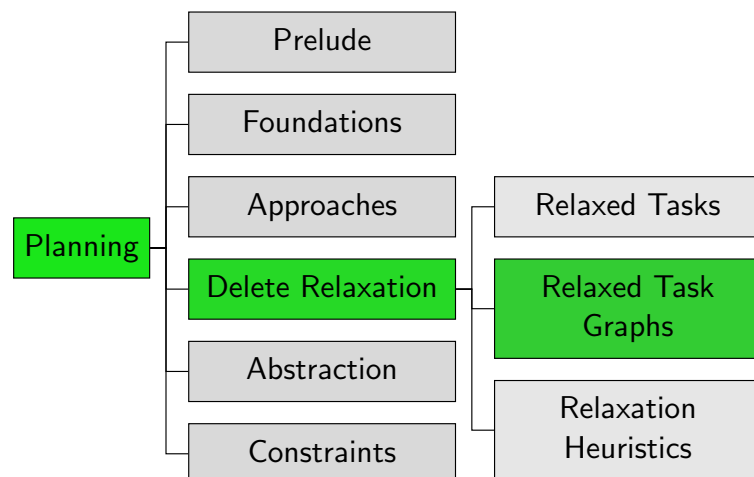 Planning
Prelude
Foundations
Approaches
Delete Relaxation
Abstraction
Constraints
Relaxed Tasks
Relaxed Task
Graphs
Relaxation
Heuristics